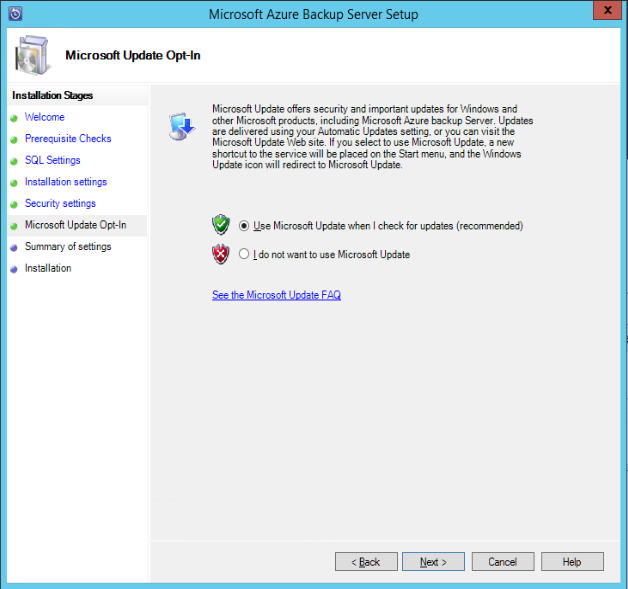 Microsoft Azure Backup Server Setup
x
Microsoft Update Opt-In
Installation Stages
Welcome
Prerequisite Checks
SQL Settings
Installation settings
Security settings
Microsoft Update Opt-In
Summary of settings
Installation
Microsoft Update offers security and important updates for Windows and
other Microsoft products, including Microsoft Azure backup Server. Updates
are delivered using your Automatic Updates setting, or you can visit the
Microsoft Update Web site. If you select to use Microsoft Update, a new
shortcut to the service will be placed on the Start menu, and the Windows
Update icon will redirect to Microsoft Update.
Use Microsoft Update when I check for updates (recommended)
I do not want to use Microsoft Update
See the Microsoft Update FAQ
< Back
Next >
Cancel
Help